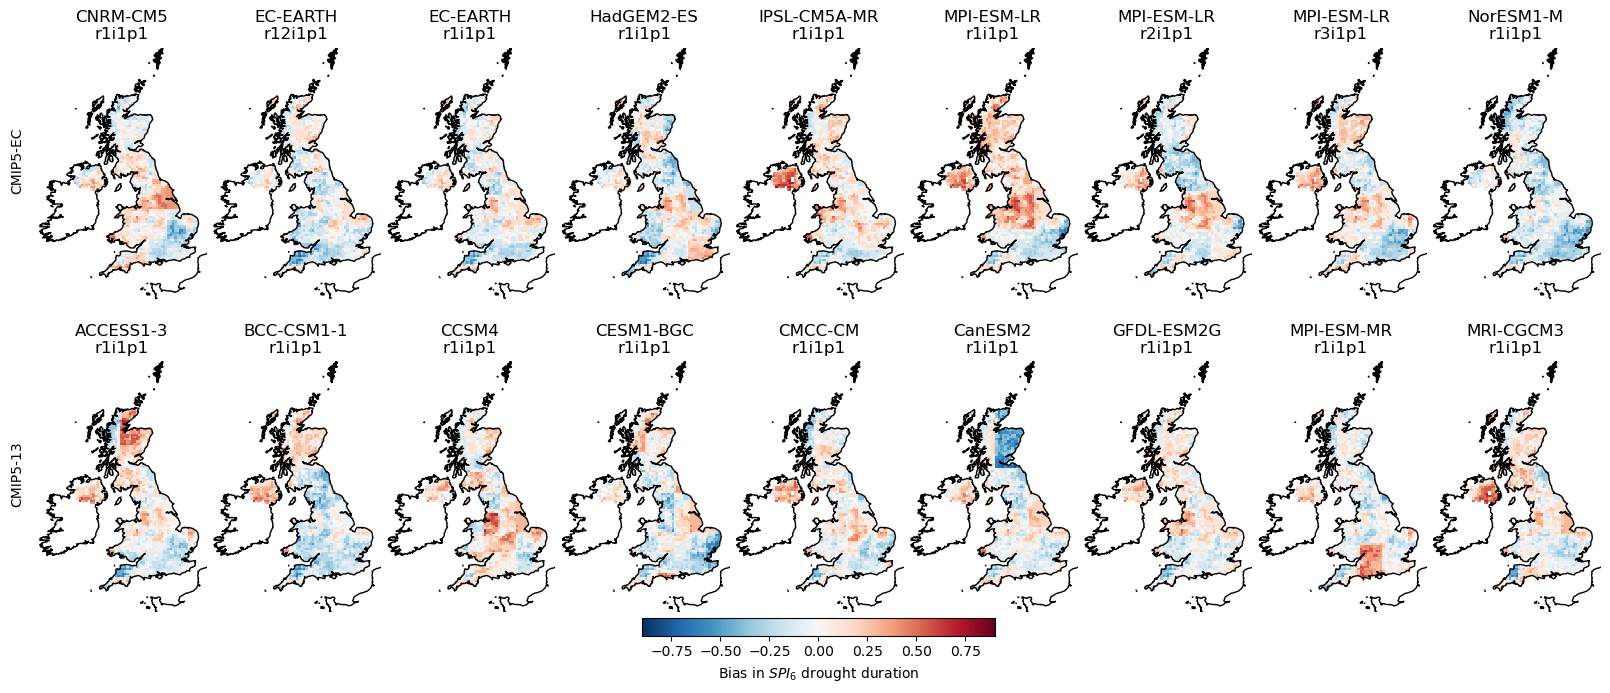 CNRM-CM5
r1i1p1
EC-EARTH
r12i1p1
EC-EARTH
r1i1p1
HadGEM2-ES
r1i1p1
IPSL-CM5A-MR
r1i1p1
MPI-ESM-LR
r1i1p1
MPI-ESM-LR
r2i1p1
MPI-ESM-LR
r3i1p1
NorESM1-M
r1i1p1
CMIP5-EC
ACCESS1-3
r1i1p1
BCC-CSM1-1
r1i1p1
CCSM4
r1i1p1
CESM1-BGC
r1i1p1
CMCC-CM
r1i1p1
CanESM2
r1i1p1
GFDL-ESM2G
r1i1p1
MPI-ESM-MR
r1i1p1
MRI-CGCM3
r1i1p1
CMIP5-13
−0.75 −0.50 −0.25 0.00 0.25 0.50 0.75
Bias in SPI6 drought duration